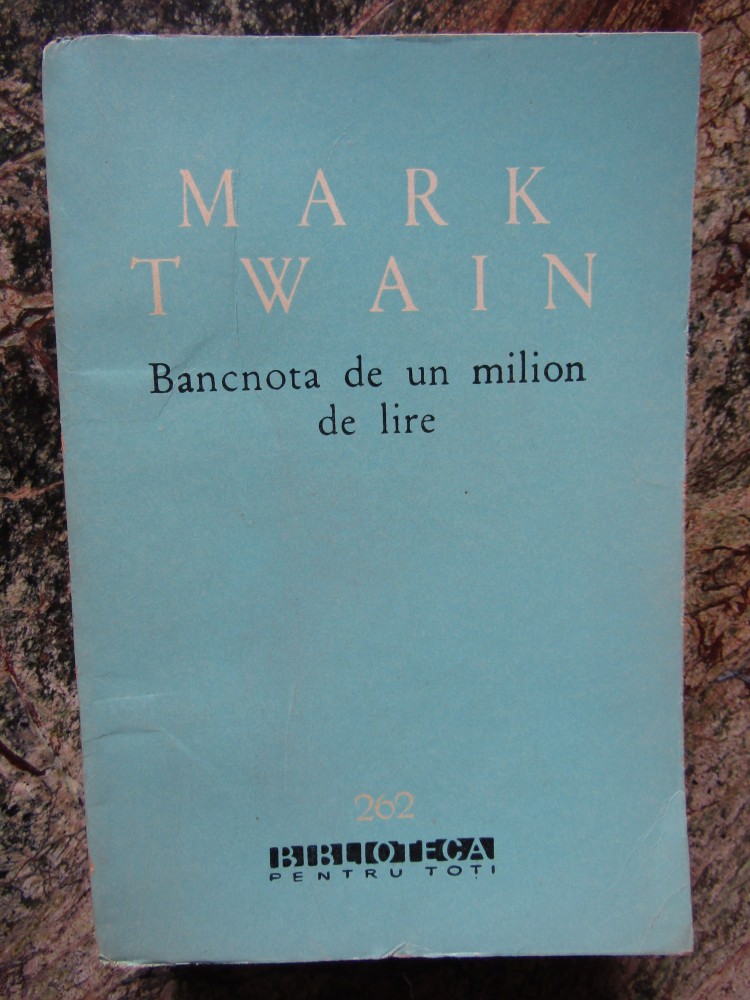 MARK
TWAIN
Bancnota de un milion
de lire
262
BIBLIOTECA
PENTRU TOȚI